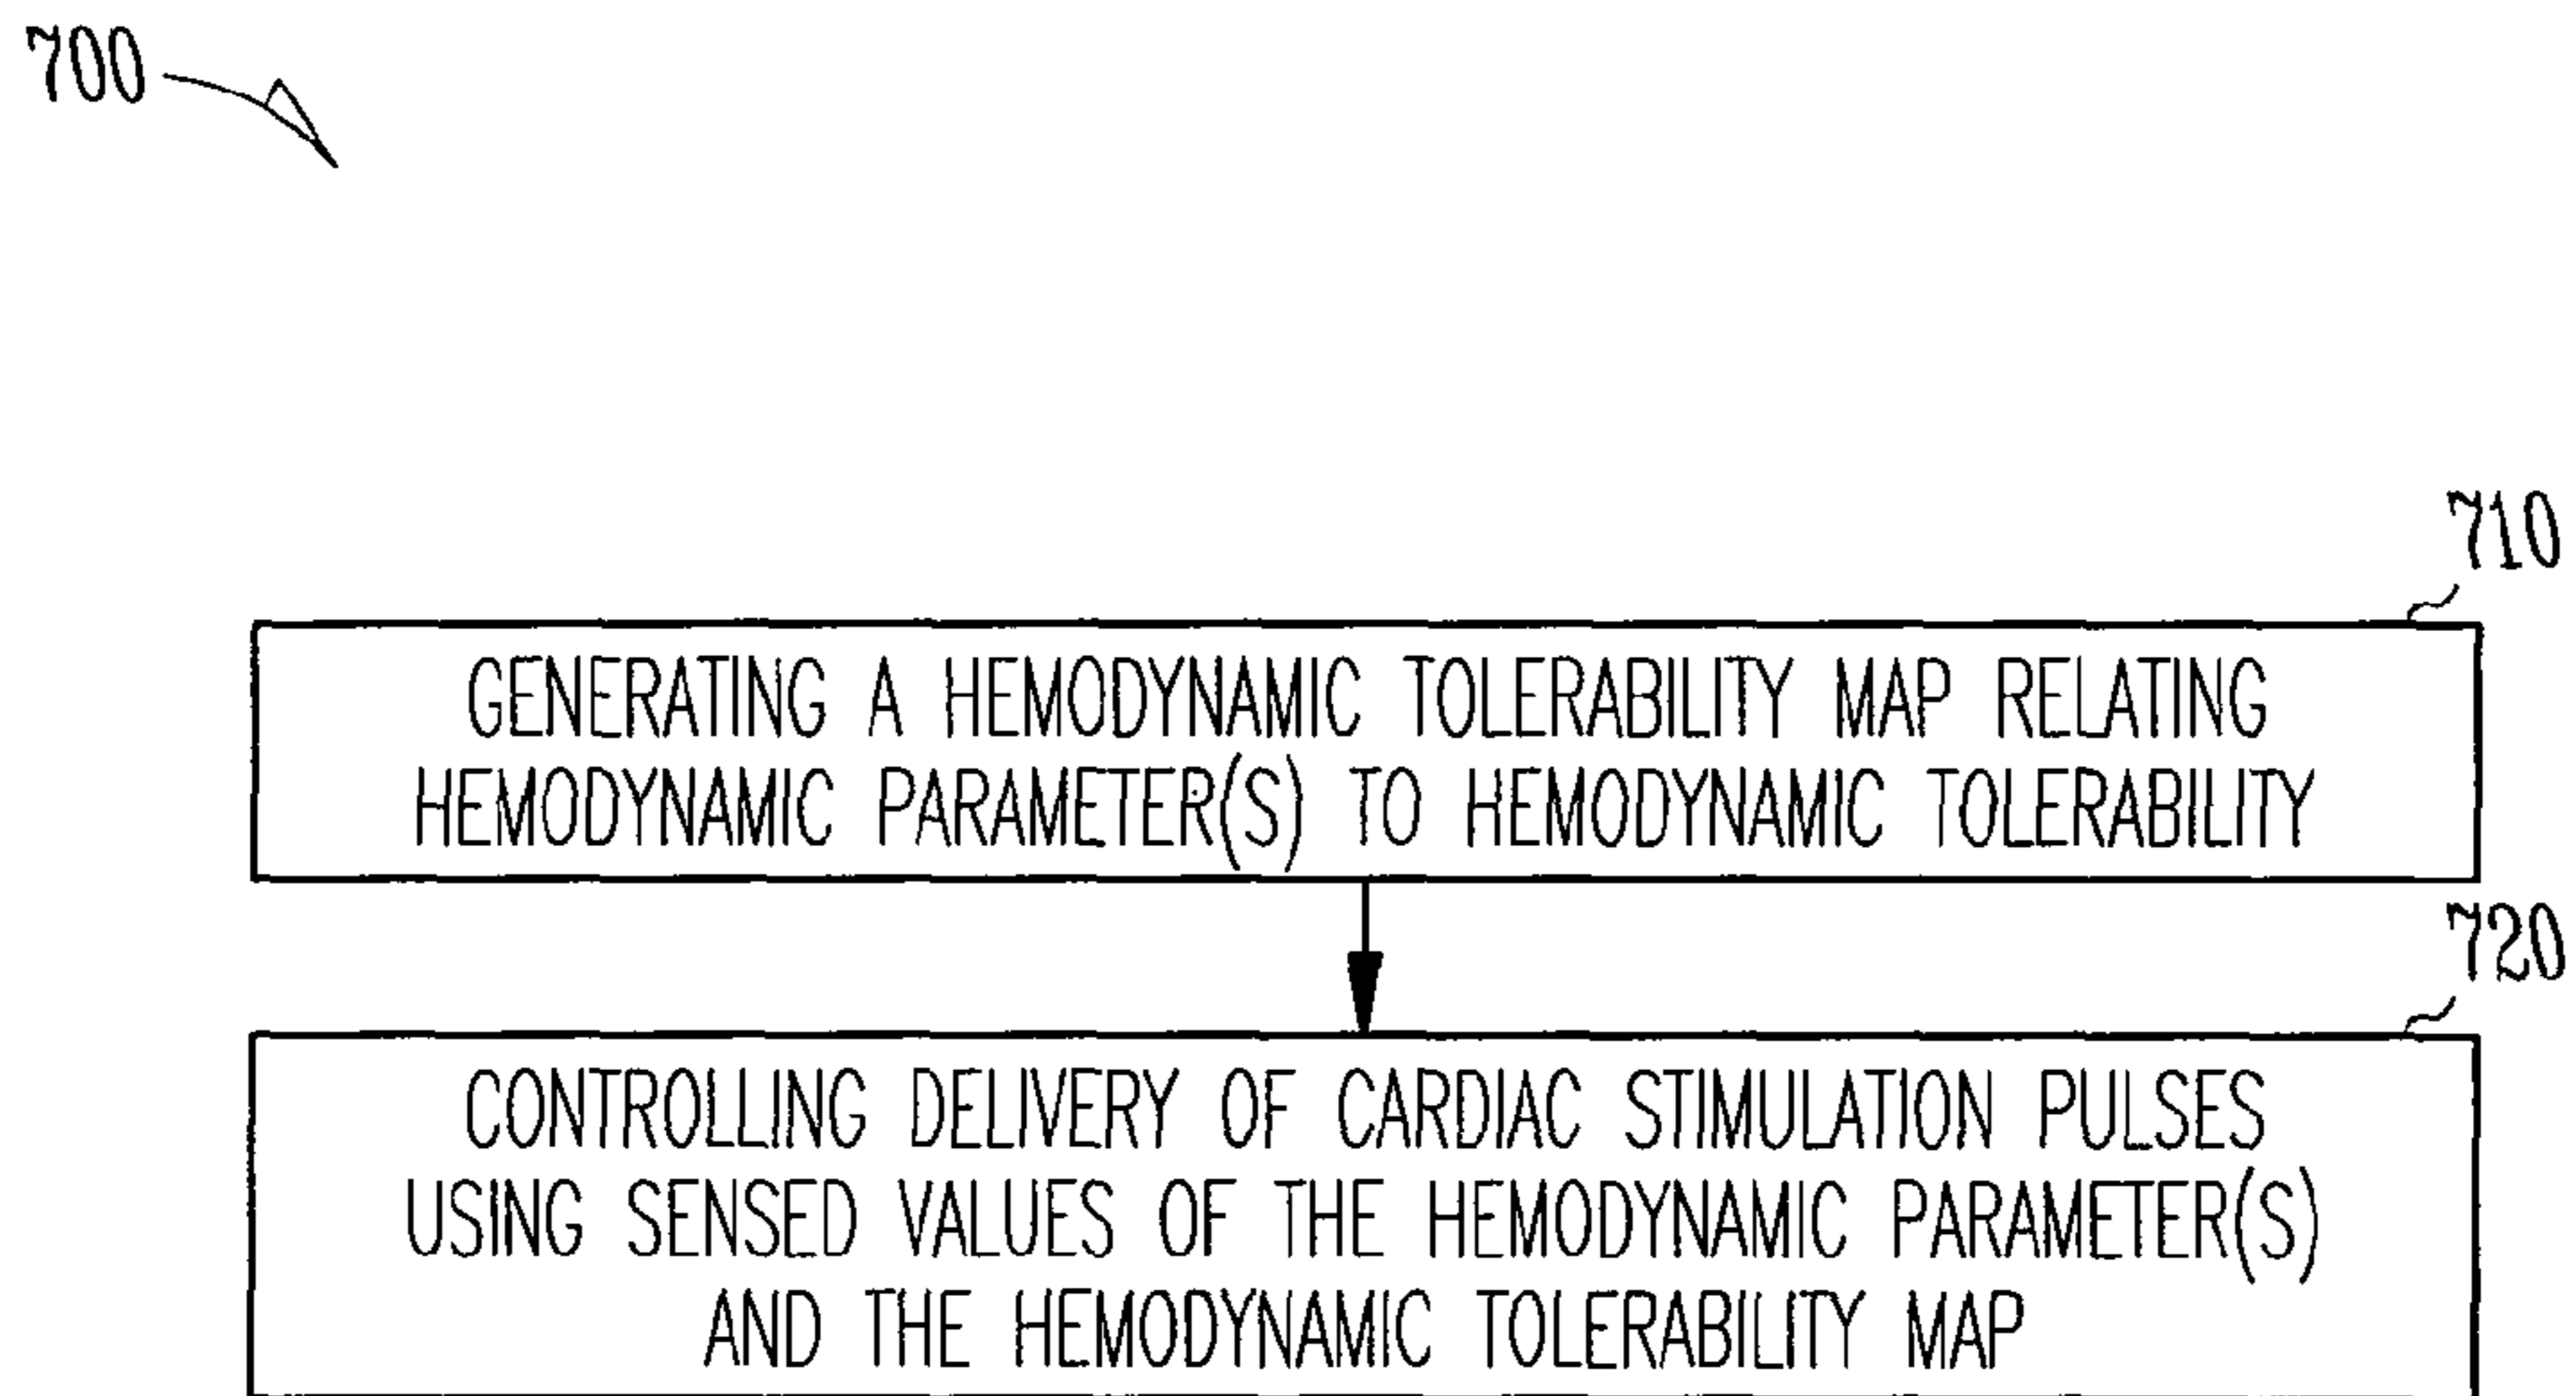 700
710
GENERATING A HEMODYNAMIC TOLERABILITY MAP RELATING
HEMODYNAMIC PARAMETER(S) TO HEMODYNAMIC TOLERABILITY
720
CONTROLLING DELIVERY OF CARDIAC STIMULATION PULSES
USING SENSED VALUES OF THE HEMODYNAMIC PARAMETER(S)
AND THE HEMODYNAMIC TOLERABILITY MAP